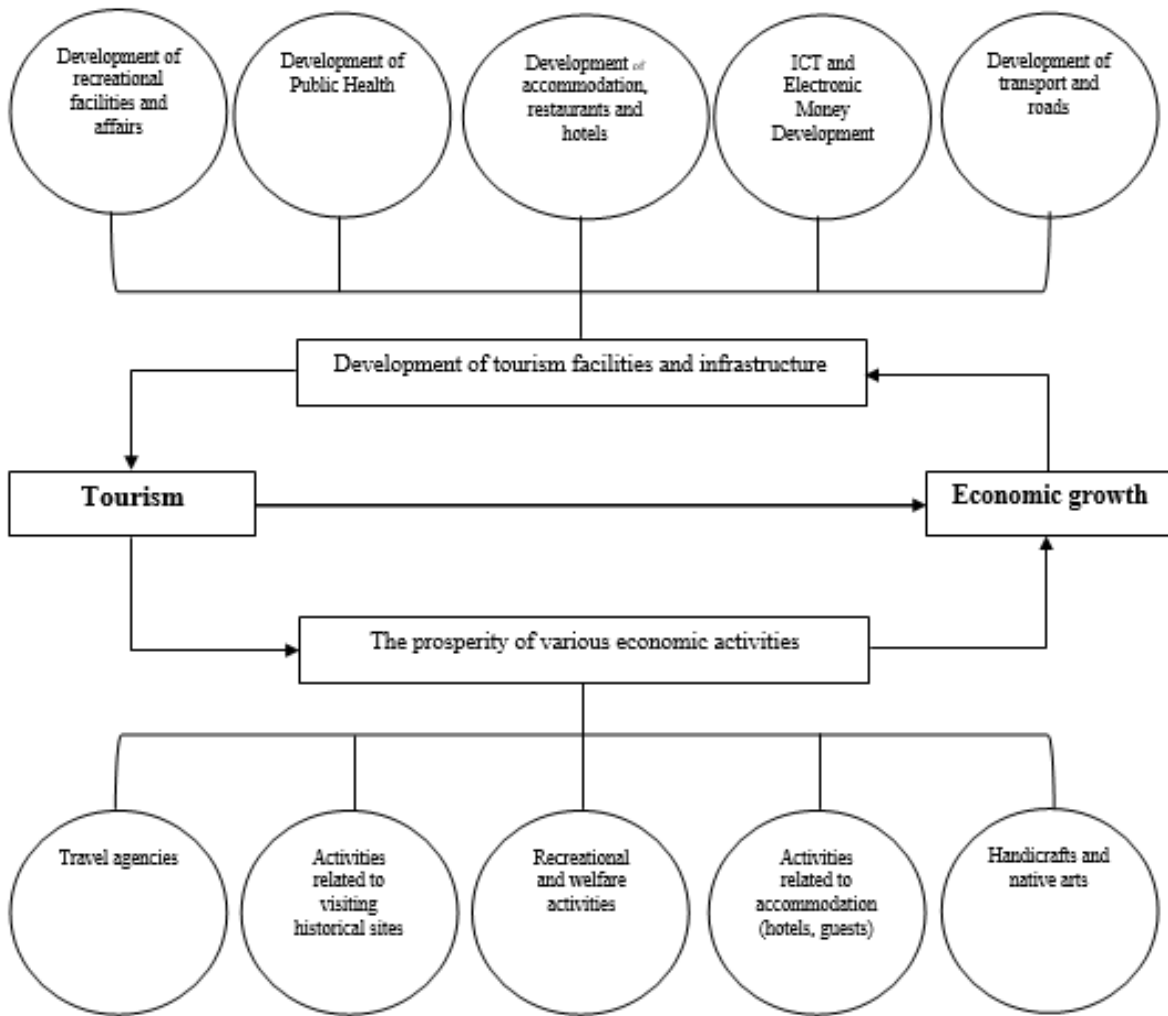 Development of
recreational
facilities and
affairs
Development of
Public Health
Development of
accommodation,
restaurants and
hotels
ICT and
Electronic
Money
Development
Development of
transport and
roads
Development of tourism facilities and infrastructure
Tourism
Economic growth
The prosperity of various economic activities
Travel agencies
Activities
related to
visiting
historical sites
Recreational
and welfare
activities
Activities
related to
accommodation
(hotels, guests)
Handicrafts and
native arts